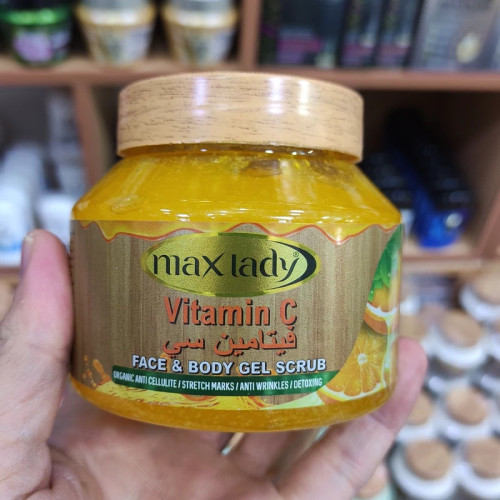 max lady®
Vitamin C
فيتامين سي
FACE & BODY GEL SCRUB
ORGANIC ANTI CELLULITE / STRETCH MARKS / ANTI WRINKLES / DETOXING